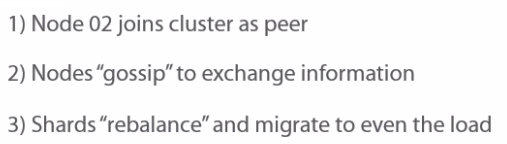 1) Node 02 joins cluster as peer
2) Nodes “gossip” to exchange information
3) Shards “rebalance” and migrate to even the load